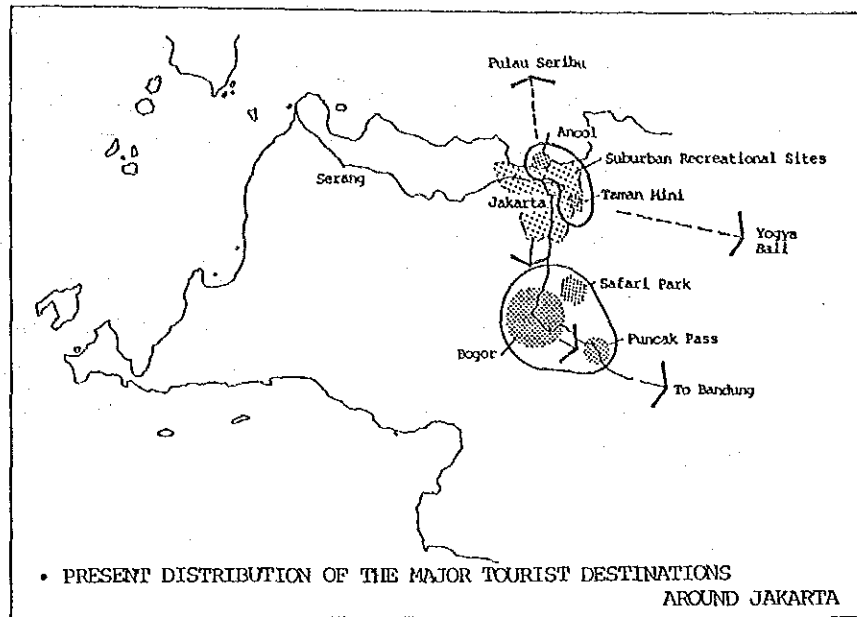 Pulau Seribu
Ancol
Suburban Recreational Sites
Serang
Taman Mini
Jakarta
Yogya
Bali
Safari Park
Puncak Pass
Bogor
To Bandung
• PRESENT DISTRIBUTION OF THE MAJOR TOURIST DESTINATIONS
AROUND JAKARTA